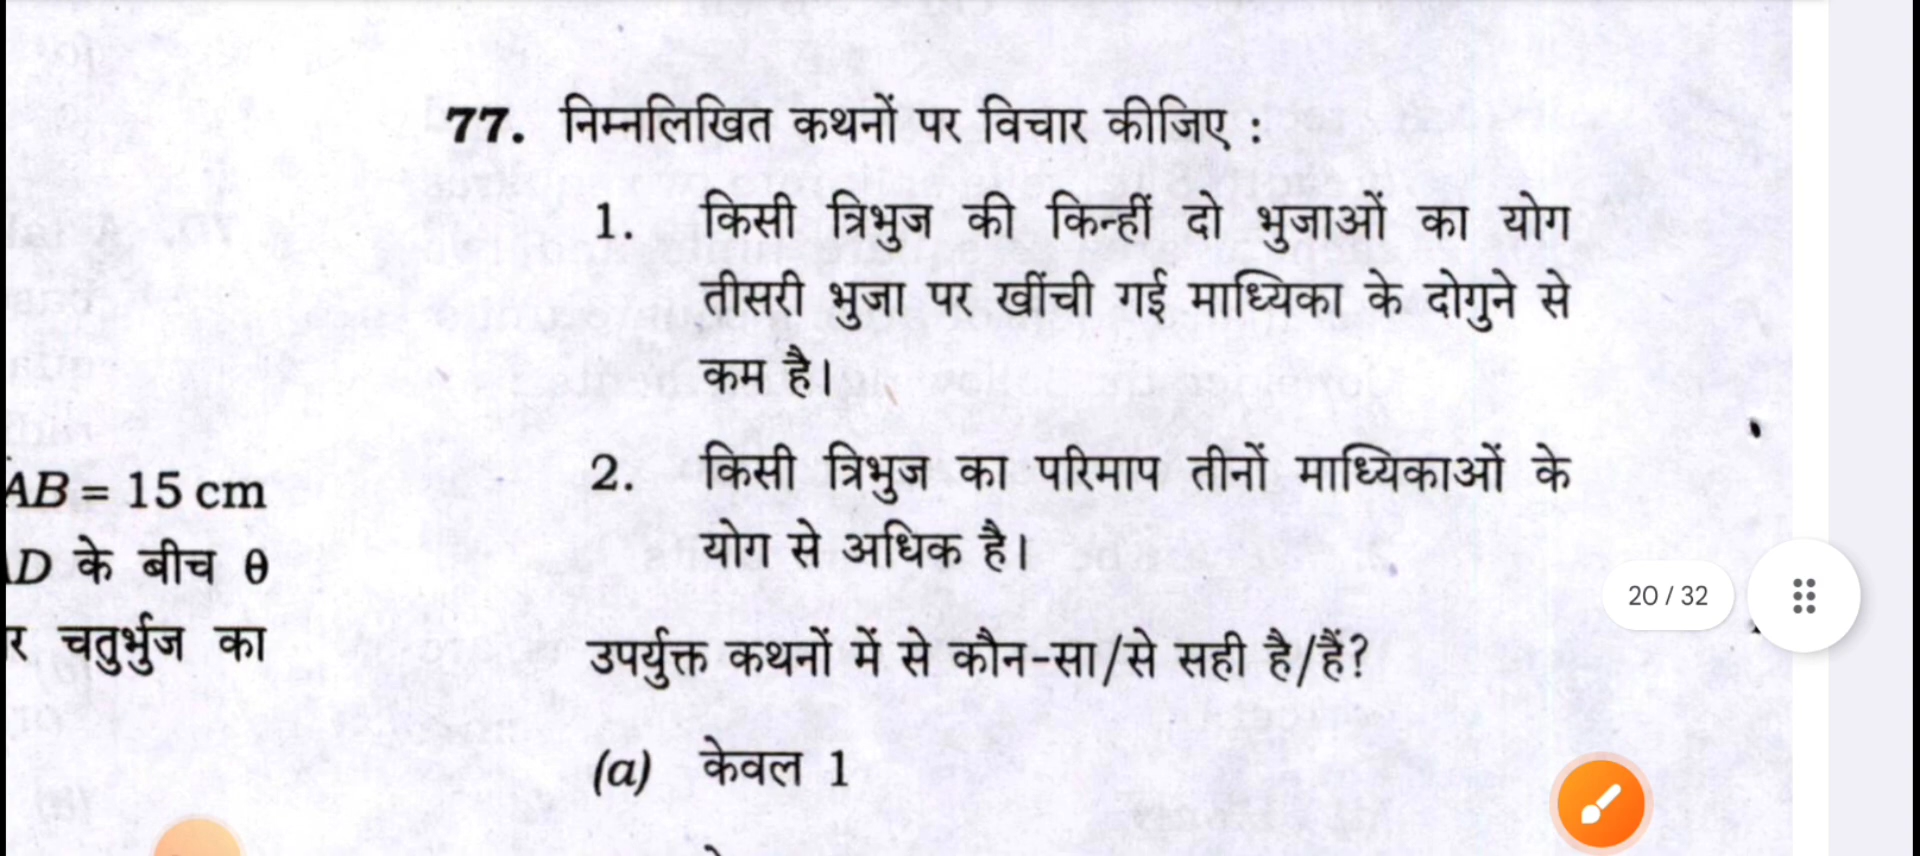 77. निम्नलिखित कथनों पर विचार कीजिए :
1. किसी त्रिभुज की किन्हीं दो भुजाओं का योग
तीसरी भुजा पर खींची गई माध्यिका के दोगुने से
कम है।
2. किसी त्रिभुज का परिमाप तीनों माध्यिकाओं के
योग से अधिक है।
उपर्युक्त कथनों में से कौन-सा/से सही है/हैं?
(a) केवल 1
AB = 15 cm
D के बीच θ
र चतुर्भुज का
20 / 32